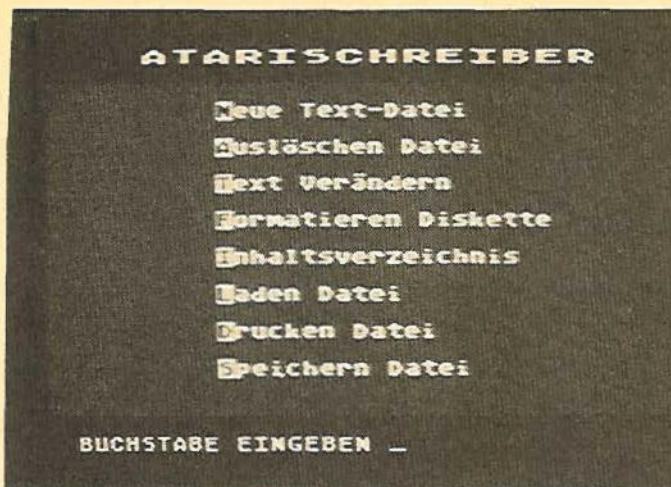 ATARISCHREIBER
Neue Text-Datei
Auslöschen Datei
Text Verändern
Formatieren Diskette
Inhaltsverzeichnis
Laden Datei
Drucken Datei
Speichern Datei
BUCHSTABE EINGEBEN _